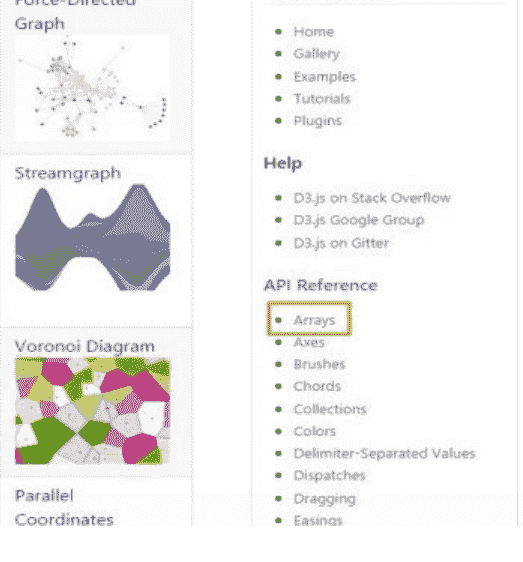 Force-Directed
Graph
Streamgraph
Voronoi Diagram
Parallel
Coordinates
Home
Gallery
Examples
Tutorials
Plugins
Help
D3.js on Stack Overflow
D3.js Google Group
D3.js on Gitter
API Reference
Arrays
Axes
Brushes
Chords
Collections
Colors
Delimiter-Separated Values
Dispatches
Dragging
Easings